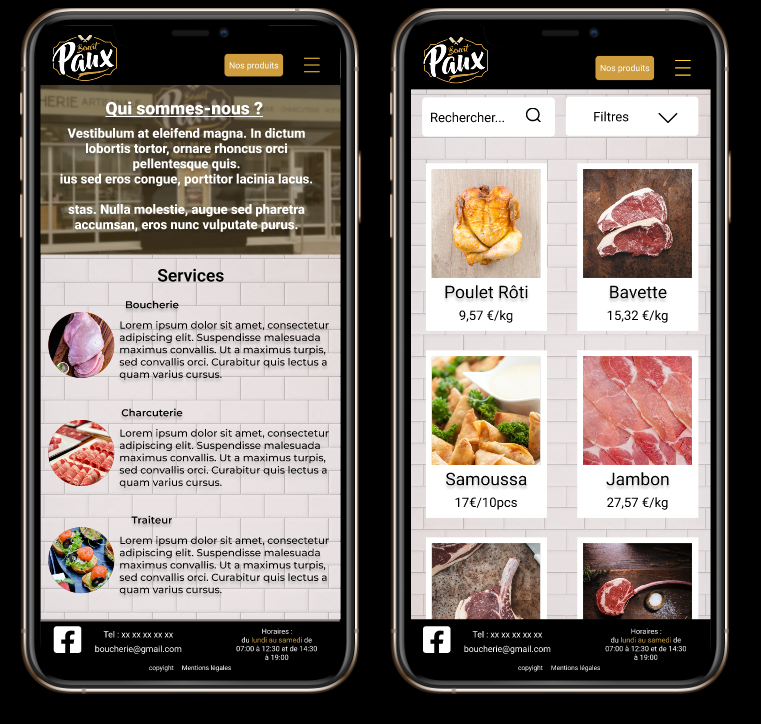 Benoit
Paux
Nos produits
Qui sommes-nous ?
Vestibulum at eleifend magna. In dictum
lobortis tortor, ornare rhoncus orci
pellentesque quis.
ius sed eros congue, porttitor lacinia lacus.
stas. Nulla molestie, augue sed pharetra
accumsan, eros nunc vulputate purus.
Services
Boucherie
Lorem ipsum dolor sit amet, consectetur
adipiscing elit. Suspendisse malesuada
maximus convallis. Ut a maximus turpis,
sed convallis orci. Curabitur quis lectus a
quam varius cursus.
Charcuterie
Lorem ipsum dolor sit amet, consectetur
adipiscing elit. Suspendisse malesuada
maximus convallis. Ut a maximus turpis,
sed convallis orci. Curabitur quis lectus a
quam varius cursus.
Traiteur
Lorem ipsum dolor sit amet, consectetur
adipiscing elit. Suspendisse malesuada
maximus convallis. Ut a maximus turpis,
sed convallis orci. Curabitur quis lectus a
quam varius cursus.
Tel : xx xx xx xx xx
boucherie@gmail.com
Horaires :
du lundi au samedi de
07:00 à 12:30 et de 14:30
à 19:00
copyight Mentions légales
Benoit
Paux
Nos produits
Rechercher...
Filtres
Poulet Rôti
9,57 €/kg
Bavette
15,32 €/kg
Samoussa
17€/10pcs
Jambon
27,57 €/kg
Tel : xx xx xx xx xx
boucherie@gmail.com
Horaires :
du lundi au samedi de
07:00 à 12:30 et de 14:30
à 19:00
copyight Mentions légales